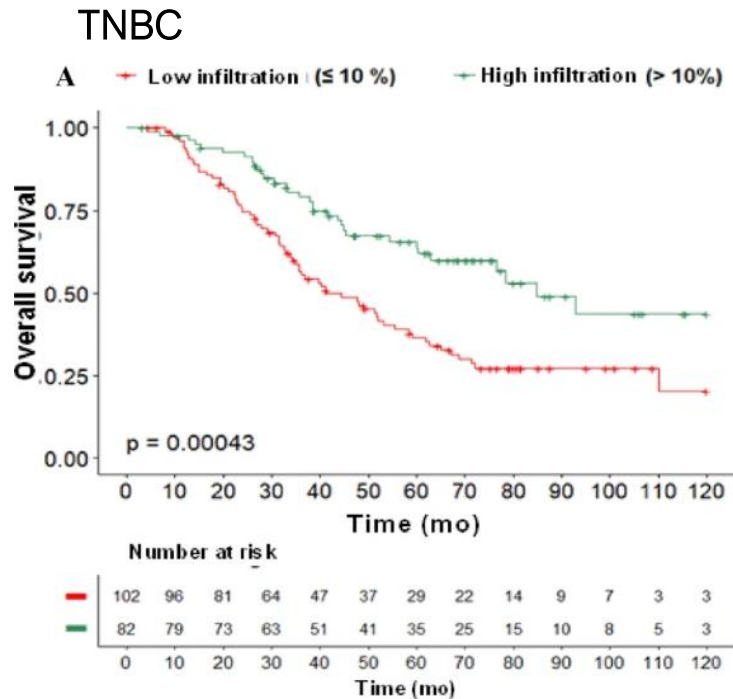 TNBC
A Low infiltration (≤ 10 %) High infiltration (> 10%)
Overall survival
1.00
0.75
0.50
0.25
0.00
p = 0.00043
0 10 20 30 40 50 60 70 80 90 100 110 120
Time (mo)
Number at risk
102 96 81 64 47 37 29 22 14 9 7 3 3
82 79 73 63 51 41 35 25 15 10 8 5 3
0 10 20 30 40 50 60 70 80 90 100 110 120
Time (mo)